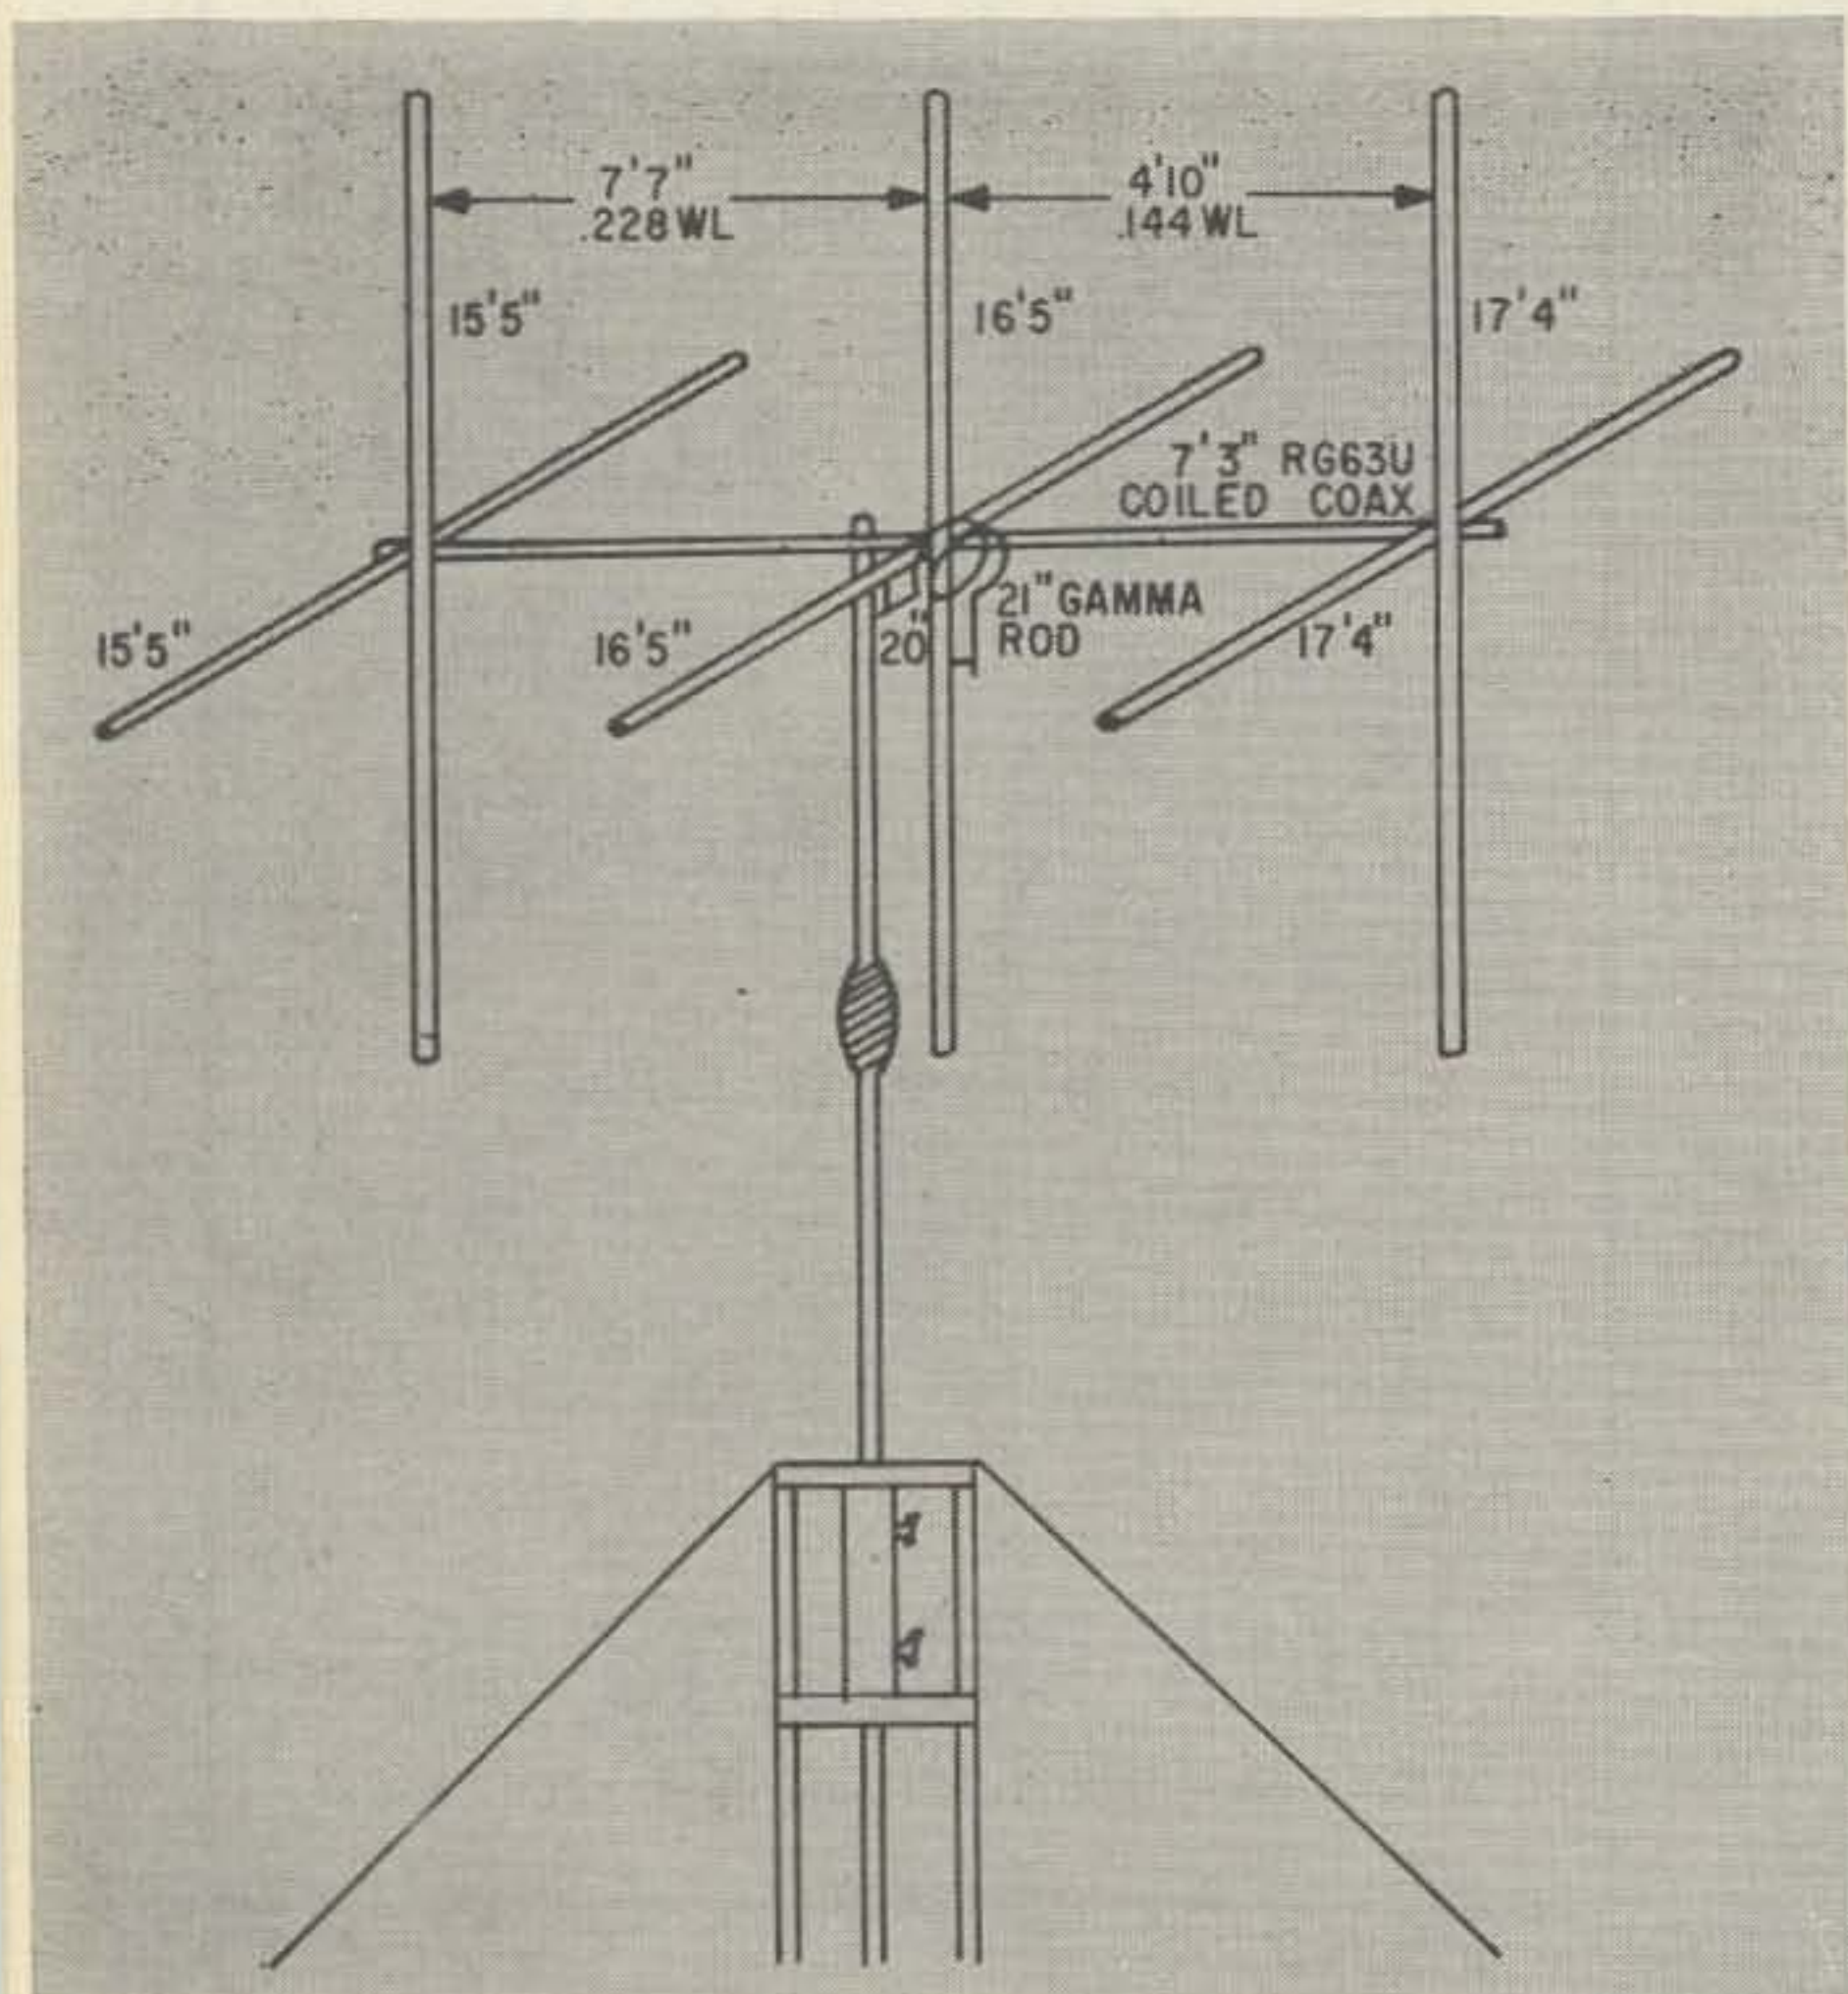 7'7"
.228 WL
4'10"
.144 WL
15'5"
16'5"
17'4"
7'3" RG63U
COILED COAX
15'5"
16'5"
20"
21" GAMMA
ROD
17'4"